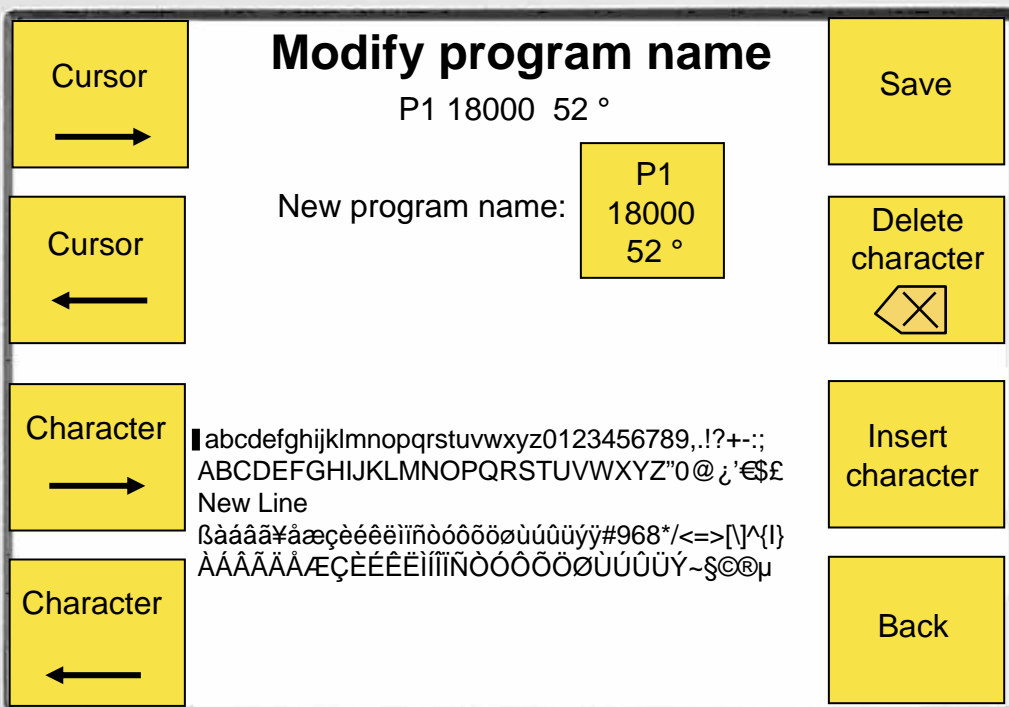 Modify program name
P1 18000  52 °
Cursor
Save
New program name:
P1
18000
52 °
Cursor
Delete
character
Character
abcdefghijklmnopqrstuvwxyz0123456789,.!?+-:;
ABCDEFGHIJKLMNOPQRSTUVWXYZ”0@¿’€$£
New Line
ßàáâã¥åæçèéêëìïñòóôõöøùúûüýÿ#968*/<=>[\]^{I}
ÀÁÂÃÄÅÆÇÈÉÊËÌÍÎÏÑÒÓÔÕÖØÙÚÛÜÝ~§©®µ
Insert
character
Character
Back